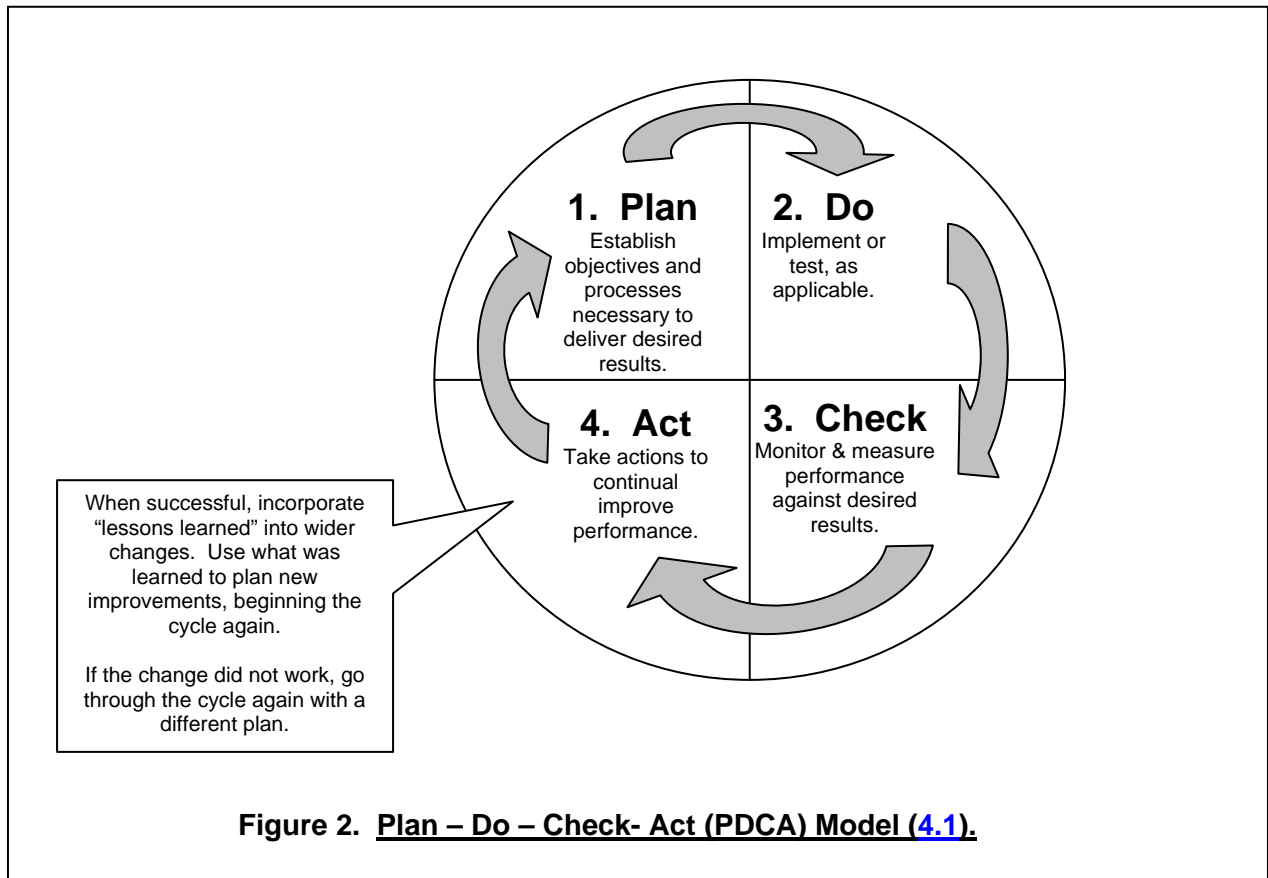 1. Plan
Establish
objectives and
processes
necessary to
deliver desired
results.
2. Do
Implement or
test, as
applicable.
3. Check
Monitor & measure
performance
against desired
results.
4. Act
Take actions to
continual
improve
performance.
When successful, incorporate
“lessons learned” into wider
changes. Use what was
learned to plan new
improvements, beginning the
cycle again.
If the change did not work, go
through the cycle again with a
different plan.
Figure 2. Plan – Do – Check- Act (PDCA) Model (4.1).